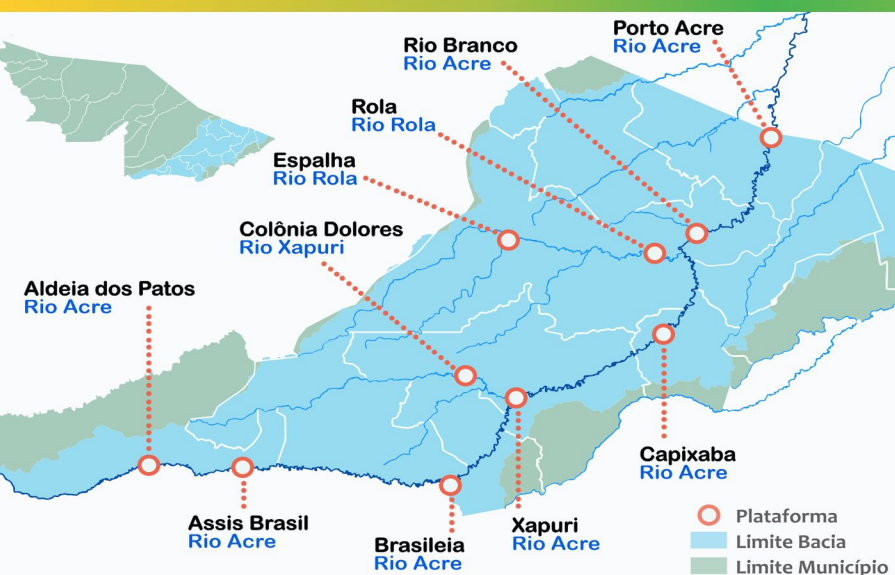 Porto Acre
Rio Acre
Rio Branco
Rio Acre
Rola
Rio Rola
Espalha
Rio Rola
Colônia Dolores
Rio Xapuri
Aldeia dos Patos
Rio Acre
Capixaba
Rio Acre
Assis Brasil
Rio Acre
Brasileia
Rio Acre
Xapuri
Rio Acre
Plataforma
Limite Bacia
Limite Município